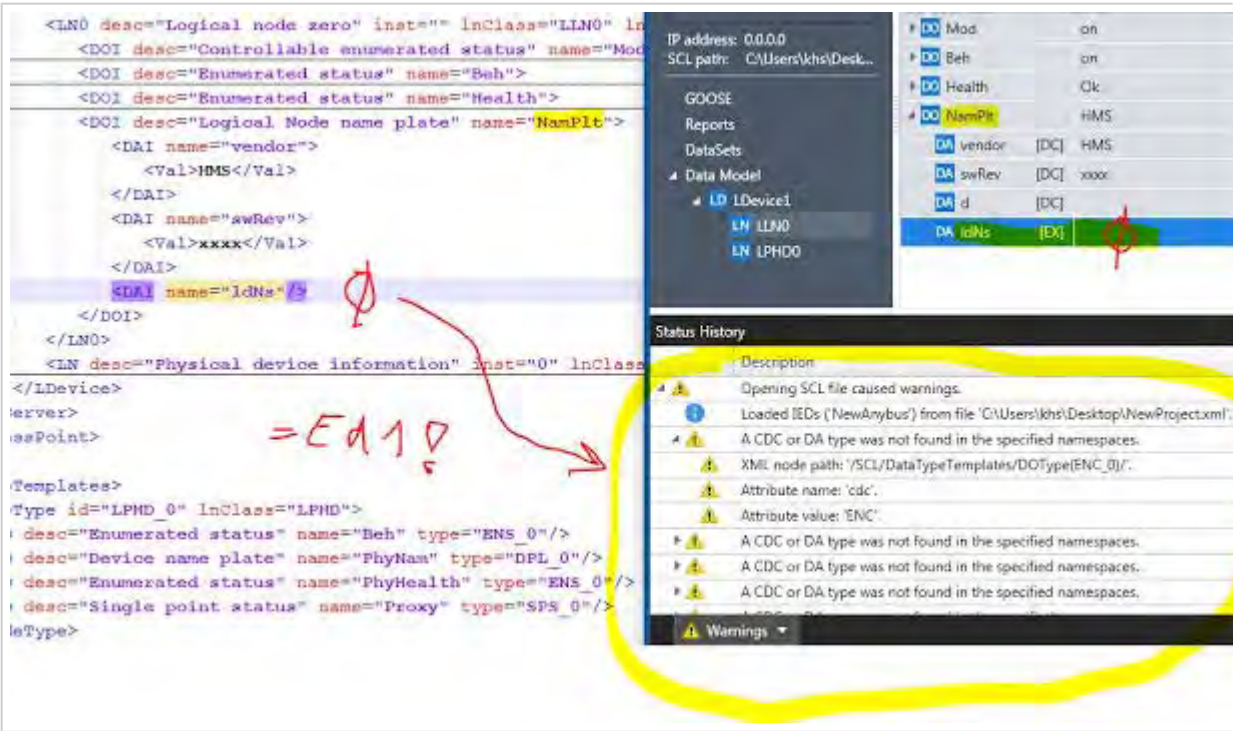 <LN0 desc="Logical node zero" inst="" lnClass="LLN0" ln
<DOI desc="Controllable enumerated status" name="Mod
<DOI desc="Enumerated status" name="Beh">
<DOI desc="Enumerated status" name="Health">
<DOI desc="Logical Node name plate" name="NamPlt">
<DAI name="vendor">
<Val>HMS</Val>
</DAI>
<DAI name="swRev">
<Val>xxxx</Val>
</DAI>
<DAI name="ldNs"/>
</DOI>
</LN0>
<LN desc="Physical device information" inst="0" lnClass
</LDevice>
erver>
ssPoint>
Templates>
Type id="LPHD_0" lnClass="LPHD">
desc="Enumerated status" name="Beh" type="ENS_0"/>
desc="Device name plate" name="PhyNam" type="DPL_0"/>
desc="Enumerated status" name="PhyHealth" type="ENS_0"/>
desc="Single point status" name="Proxy" type="SPS_0"/>
deType>
Ø
= Ed 1 !
IP address: 0.0.0.0
SCL path: C:\Users\khs\Desk...
GOOSE
Reports
DataSets
Data Model
LD LDevice1
LN LLN0
LN LPHD0
DO Mod on
DO Beh on
DO Health Ok
DO NamPlt HMS
DA vendor [DC] HMS
DA swRev [DC] xxxx
DA d [DC]
DA ldNs [EX] Ø
Status History
Description
Opening SCL file caused warnings.
Loaded IEDs ('NewAnybus') from file 'C:\Users\khs\Desktop\NewProject.xml'.
A CDC or DA type was not found in the specified namespaces.
XML node path: '/SCL/DataTypeTemplates/DOType(ENC_0)/'.
Attribute name: 'cdc'.
Attribute value: 'ENC'
A CDC or DA type was not found in the specified namespaces.
A CDC or DA type was not found in the specified namespaces.
A CDC or DA type was not found in the specified namespaces.
Warnings